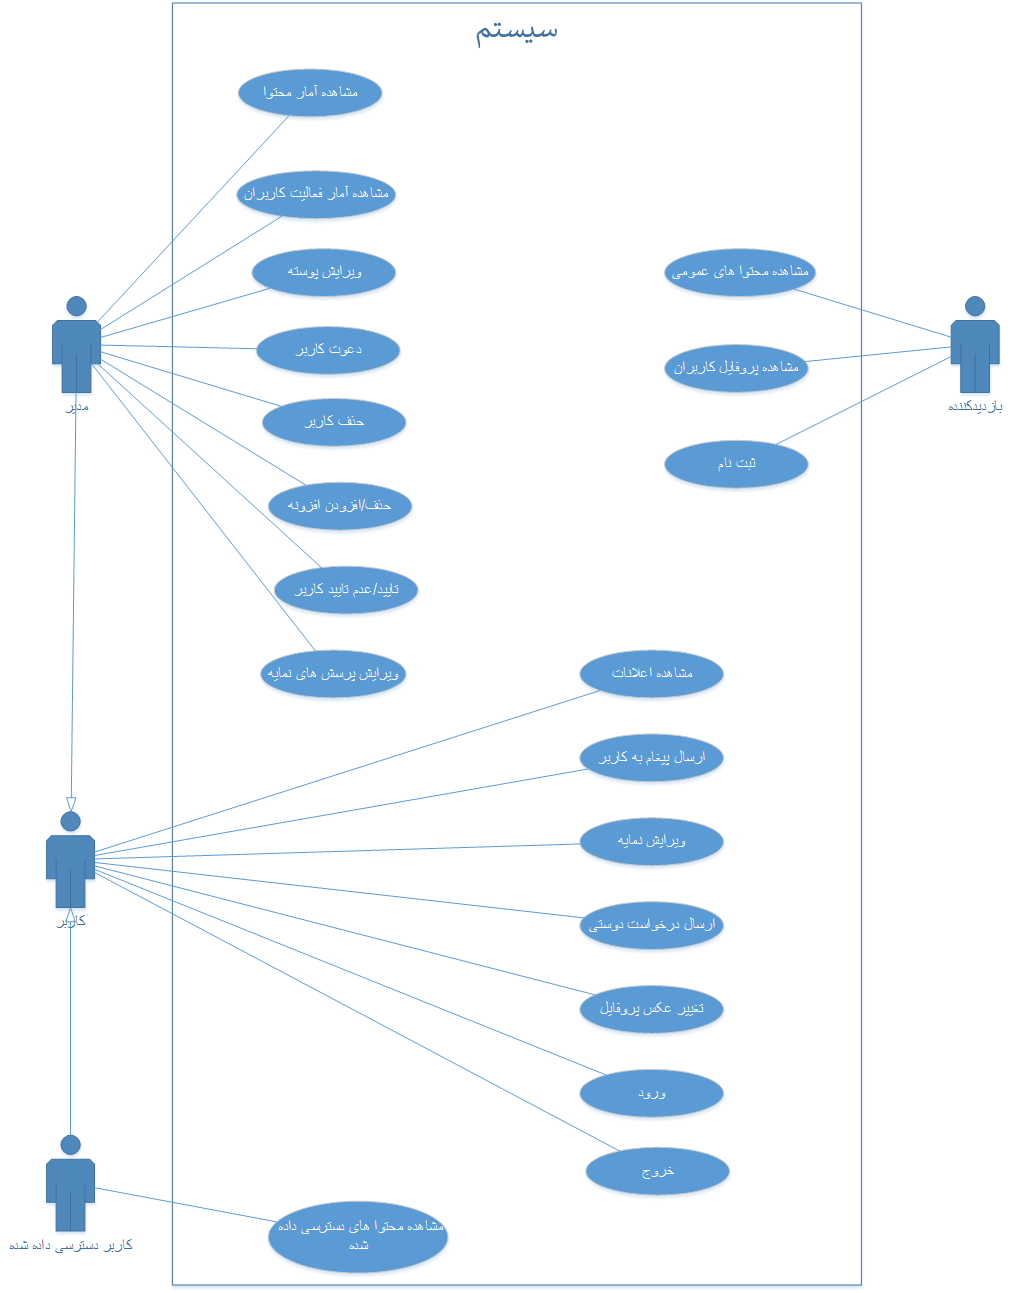 سیستم
مشاهده آمار محتوا
مشاهده آمار فعالیت کاربران
ویرایش پوسته
دعوت کاربر
حذف کاربر
حذف/افزودن افزونه
تایید/عدم تایید کاربر
ویرایش پرسش های نمایه
مدیر
مشاهده محتوا های عمومی
مشاهده پروفایل کاربران
ثبت نام
بازدیدکننده
مشاهده اعلانات
ارسال پیغام به کاربر
ویرایش نمایه
ارسال درخواست دوستی
تغییر عکس پروفایل
ورود
خروج
کاربر
مشاهده محتوا های دسترسی داده
شده
کاربر دسترسی داده شده